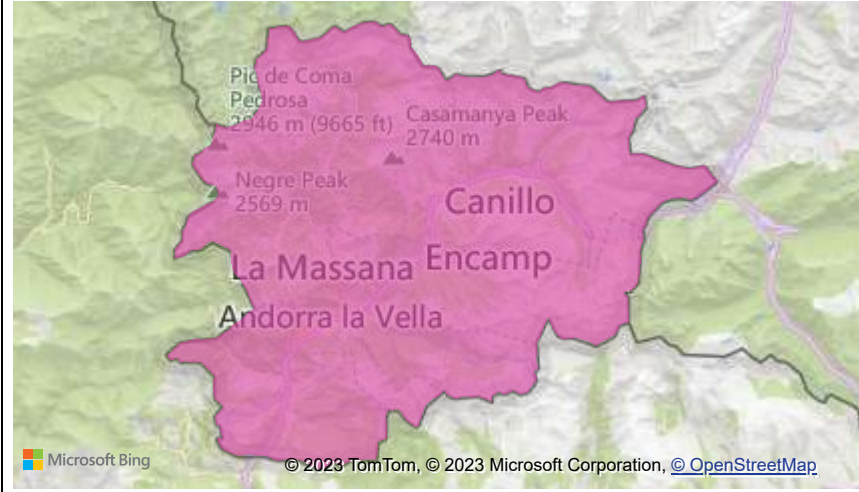 Pic de Coma
Pedrosa
2946 m (9665 ft)
Casamanya Peak
2740 m
Negre Peak
2569 m
Canillo
La Massana
Encamp
Andorra la Vella
Microsoft Bing
© 2023 TomTom, © 2023 Microsoft Corporation, © OpenStreetMap